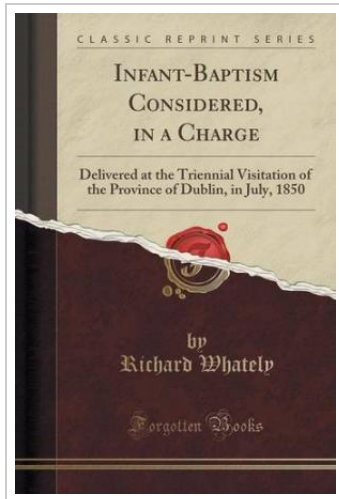 CLASSIC REPRINT SERIES
INFANT-BAPTISM
CONSIDERED,
IN A CHARGE
Delivered at the Triennial Visitation of
the Province of Dublin, in July, 1850
by
Richard Whately
Forgotten Books